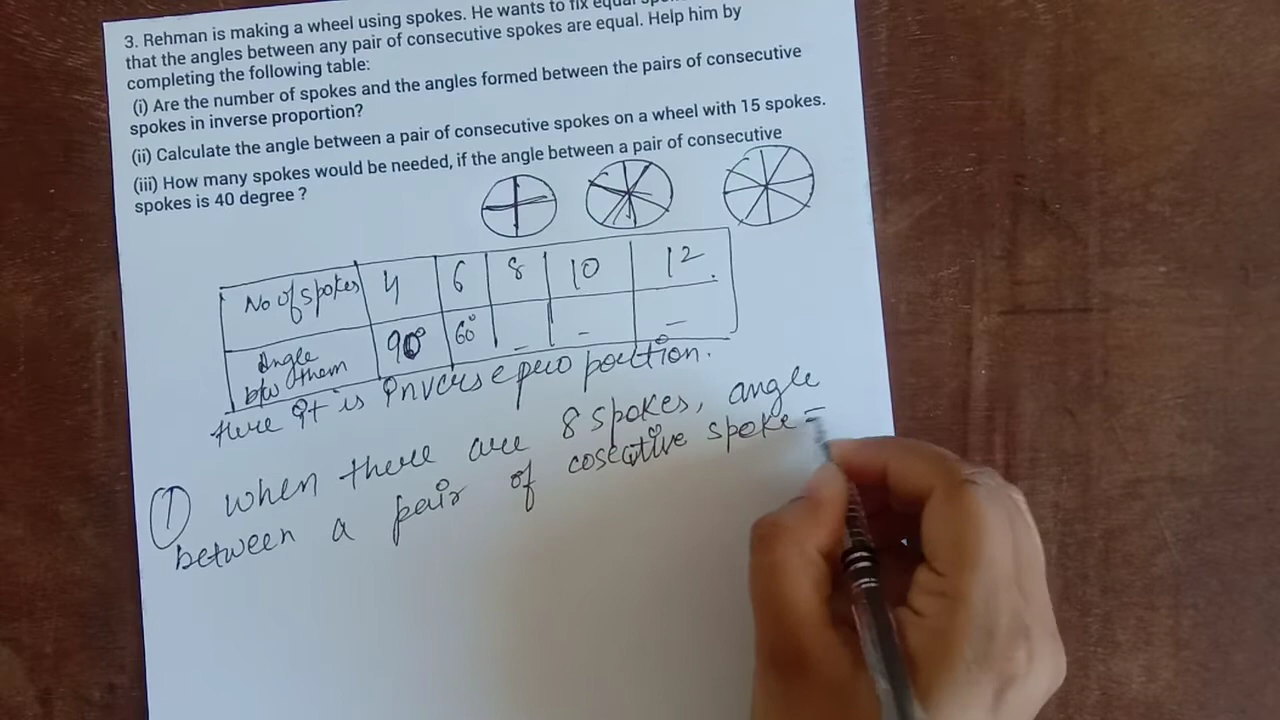 3. Rehman is making a wheel using spokes. He wants to fix equal
that the angles between any pair of consecutive spokes are equal. Help him by
completing the following table:
(i) Are the number of spokes and the angles formed between the pairs of consecutive
spokes in inverse proportion?
(ii) Calculate the angle between a pair of consecutive spokes on a wheel with 15 spokes.
(iii) How many spokes would be needed, if the angle between a pair of consecutive
spokes is 40 degree ?
No of spokes 4 6 8 10 12.
Angle b/w them 90° 60° _ - -
there it is inverse proportion.
① when there are 8 spokes, angle
between a pair of cosecutive spoke =